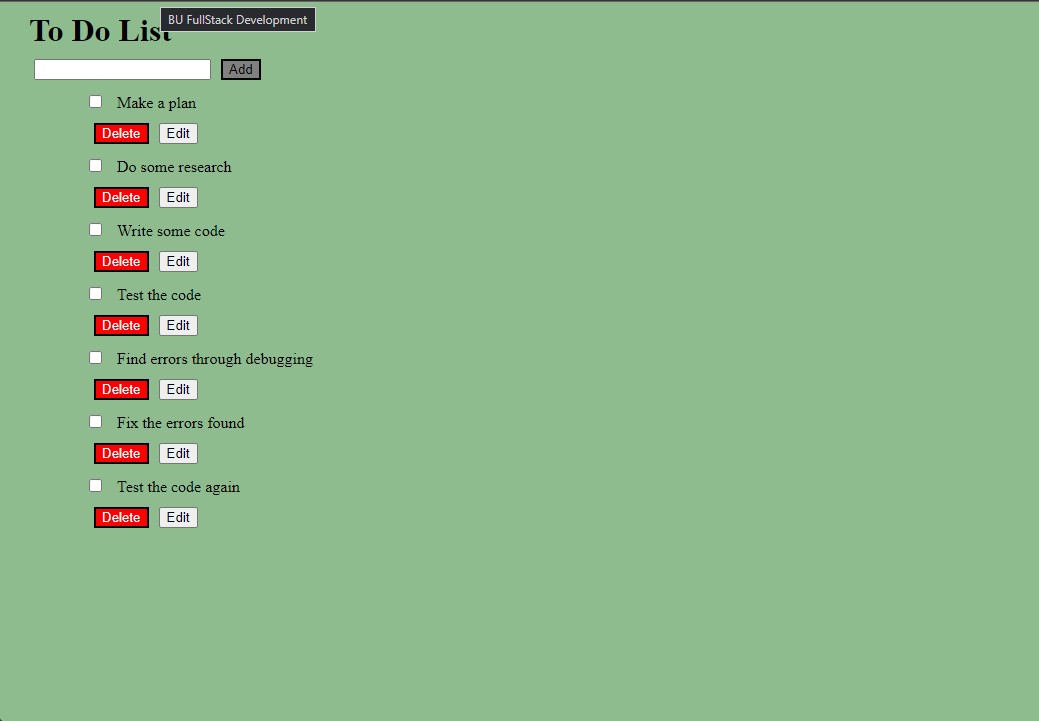 BU FullStack Development
To Do List
Add
Make a plan
Delete Edit
Do some research
Delete Edit
Write some code
Delete Edit
Test the code
Delete Edit
Find errors through debugging
Delete Edit
Fix the errors found
Delete Edit
Test the code again
Delete Edit